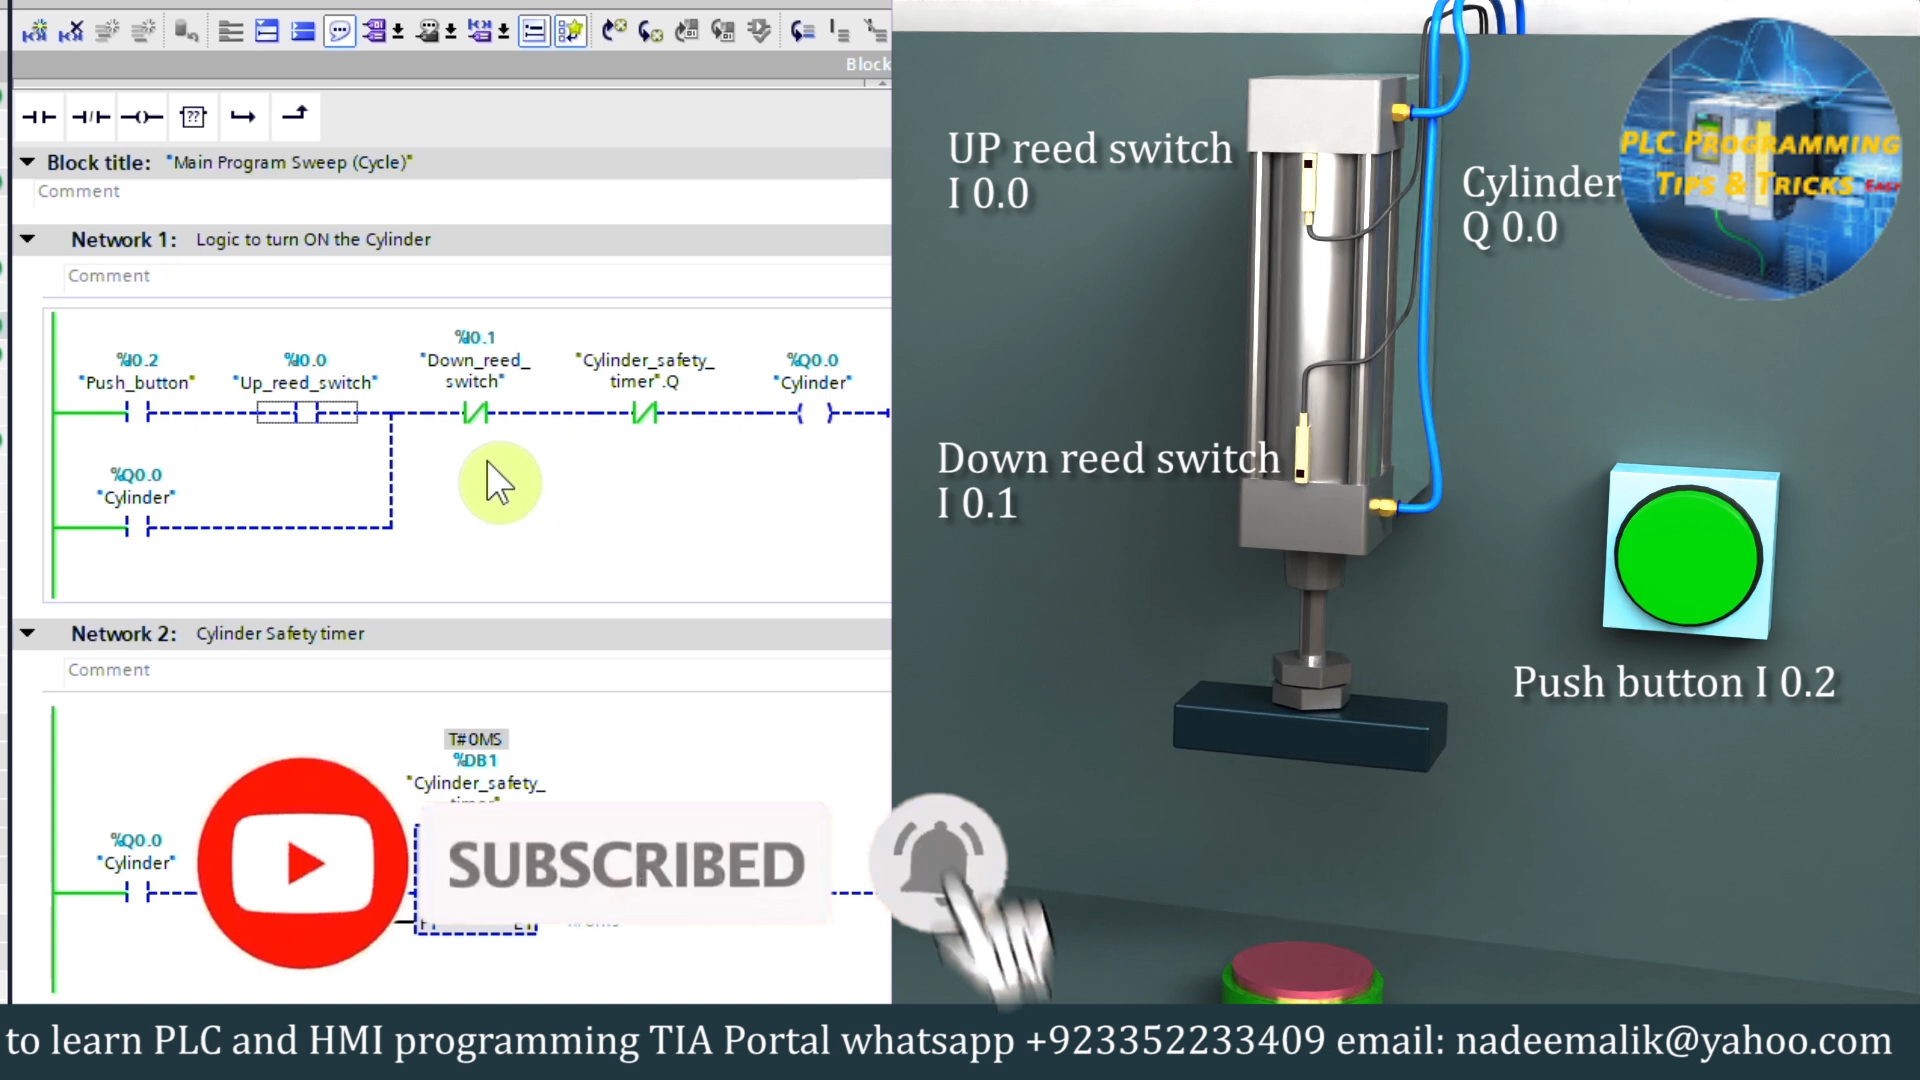 Block
??
Block title: "Main Program Sweep (Cycle)"
Comment
Network 1: Logic to turn ON the Cylinder
Comment
%I0.2
"Push_button"
%I0.0
"Up_reed_switch"
%I0.1
"Down_reed_
switch"
"Cylinder_safety_
timer".Q
%Q0.0
"Cylinder"
%Q0.0
"Cylinder"
Network 2: Cylinder Safety timer
Comment
T#0MS
%DB1
"Cylinder_safety_
timer"
%Q0.0
"Cylinder"
SUBSCRIBED
UP reed switch
I 0.0
Cylinder
Q 0.0
PLC PROGRAMMING
TIPS & TRICKS EASY
Down reed switch
I 0.1
Push button I 0.2
to learn PLC and HMI programming TIA Portal whatsapp +923352233409 email: nadeemalik@yahoo.com